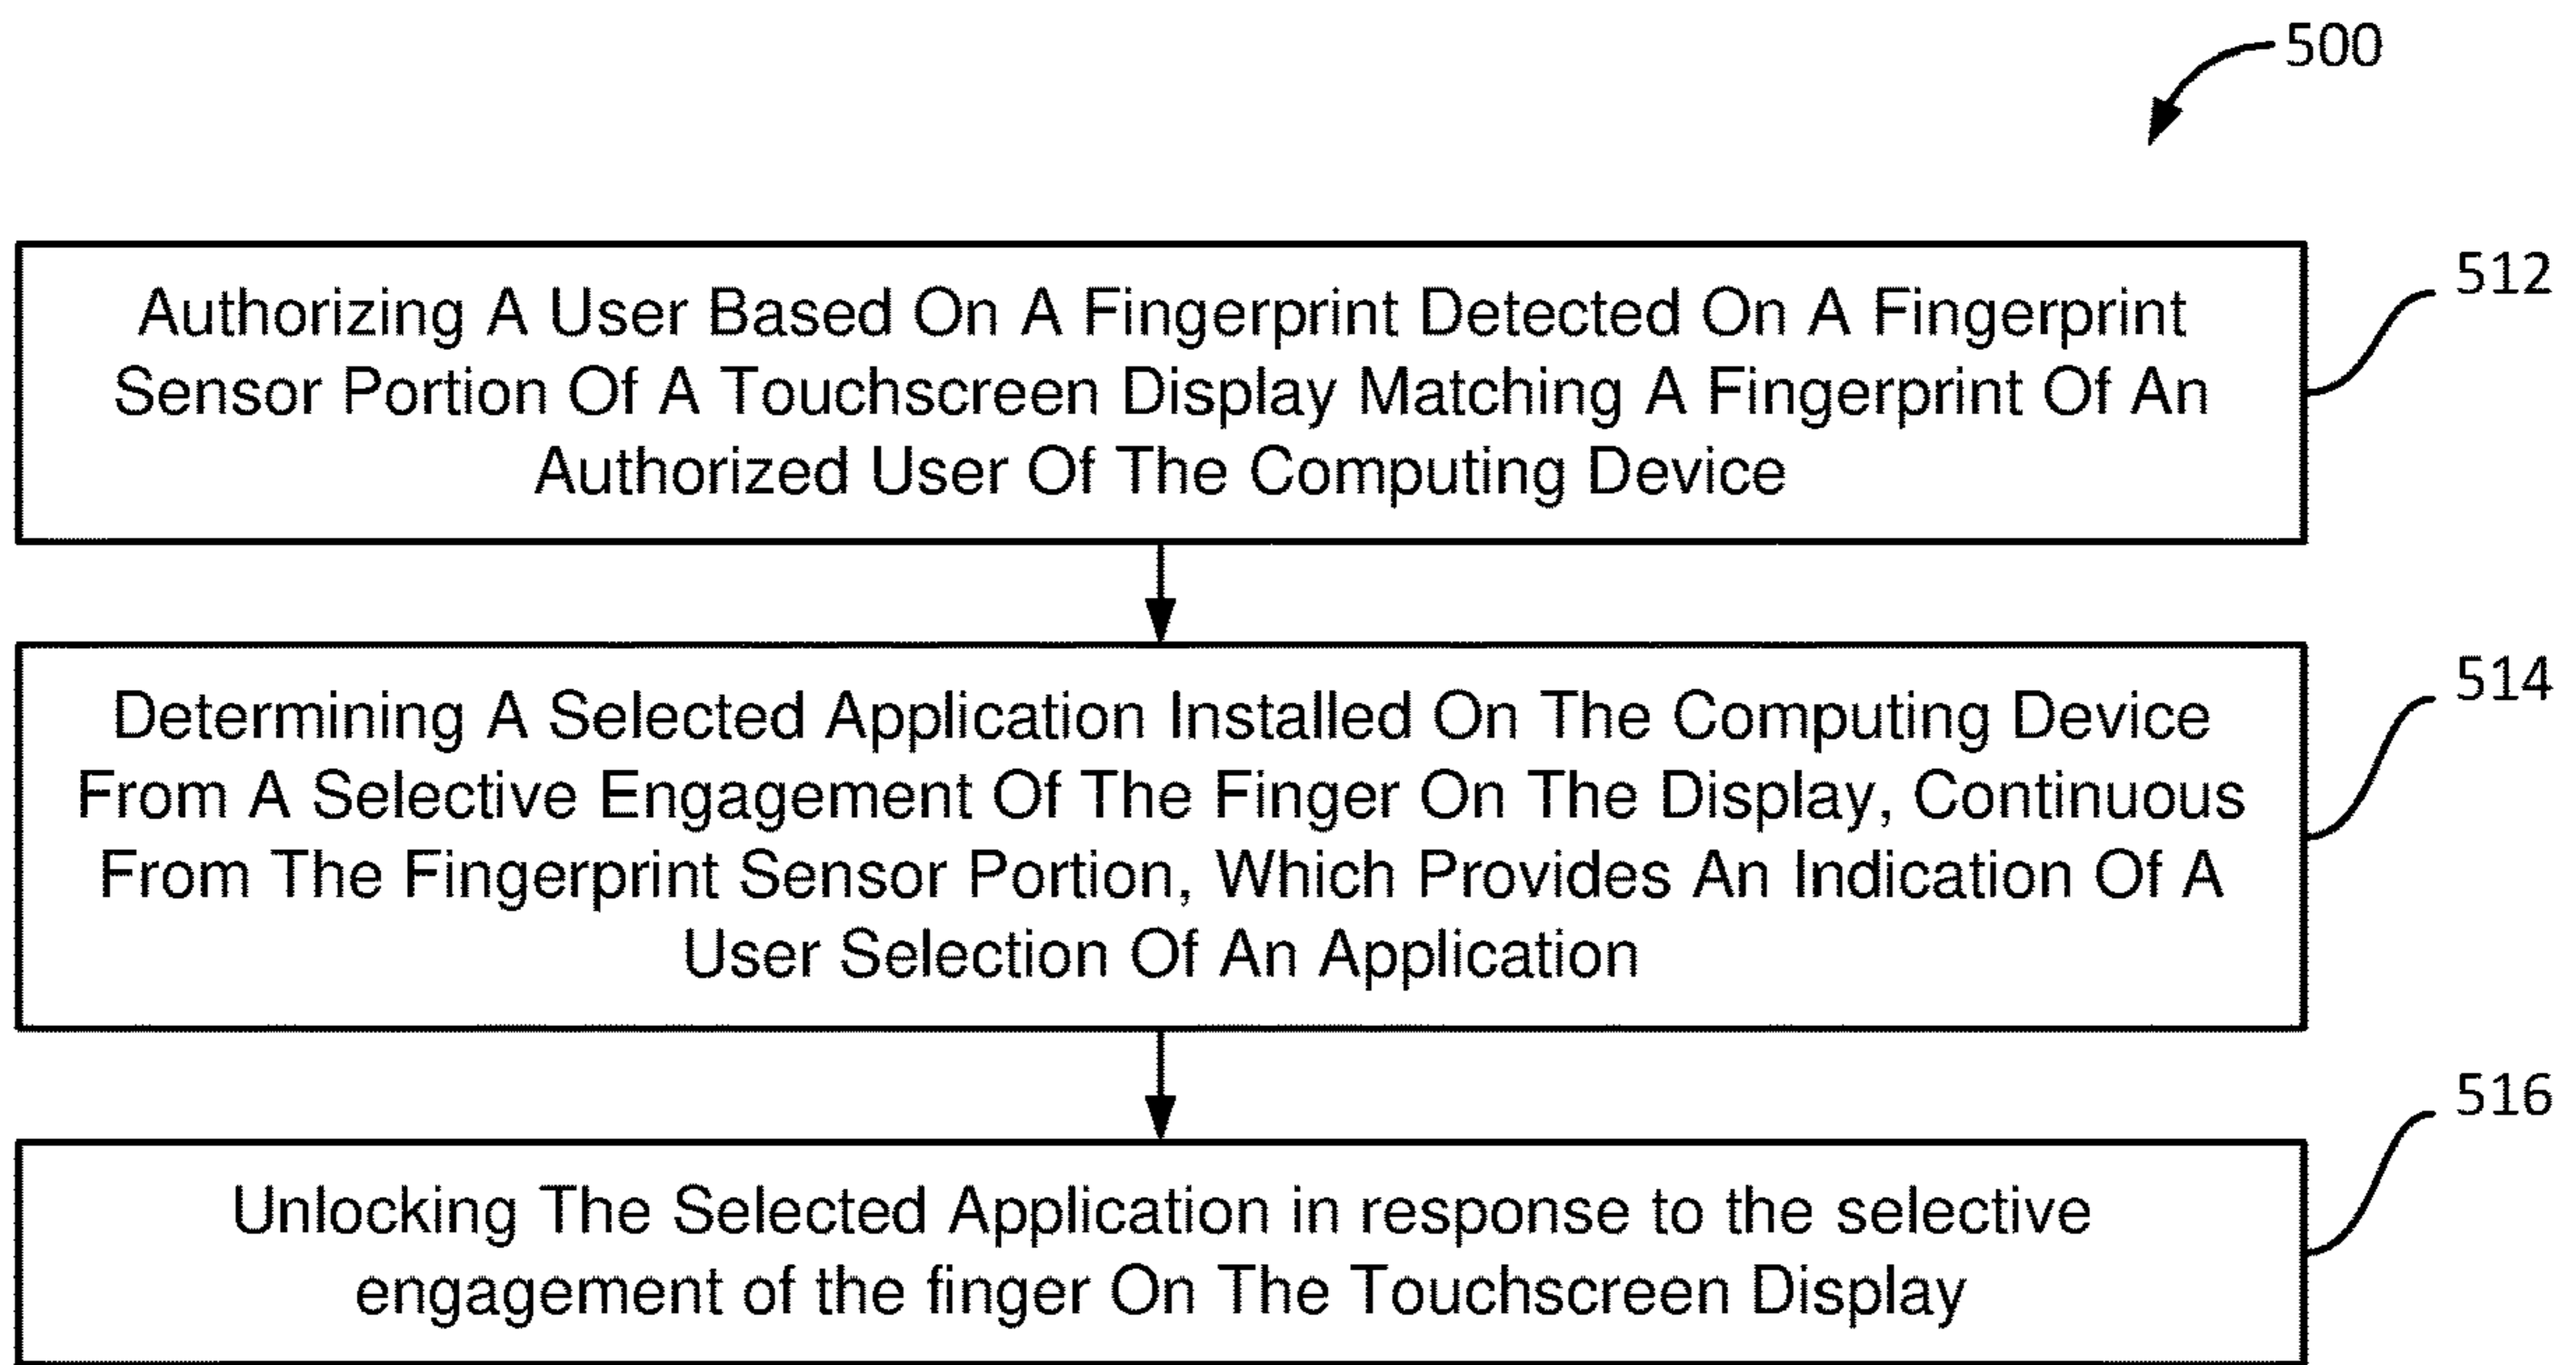 500
512
Authorizing A User Based On A Fingerprint Detected On A Fingerprint
Sensor Portion Of A Touchscreen Display Matching A Fingerprint Of An
Authorized User Of The Computing Device
514
Determining A Selected Application Installed On The Computing Device
From A Selective Engagement Of The Finger On The Display, Continuous
From The Fingerprint Sensor Portion, Which Provides An Indication Of A
User Selection Of An Application
516
Unlocking The Selected Application in response to the selective
engagement of the finger On The Touchscreen Display